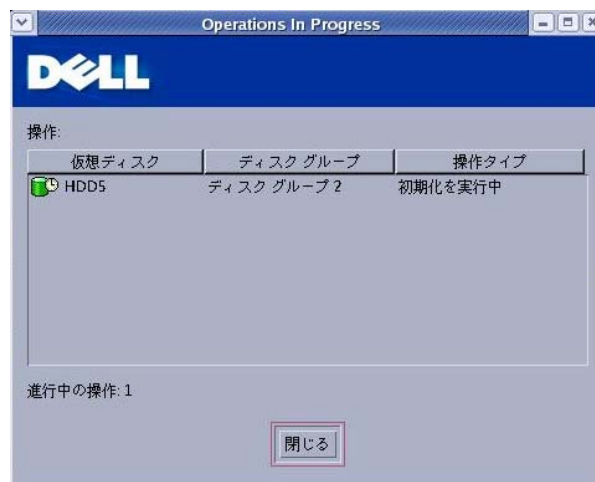 Operations In Progress
DELL
操作:
仮想ディスク ディスク グループ 操作タイプ
HDD5 ディスク グループ 2 初期化を実行中
進行中の操作: 1
閉じる